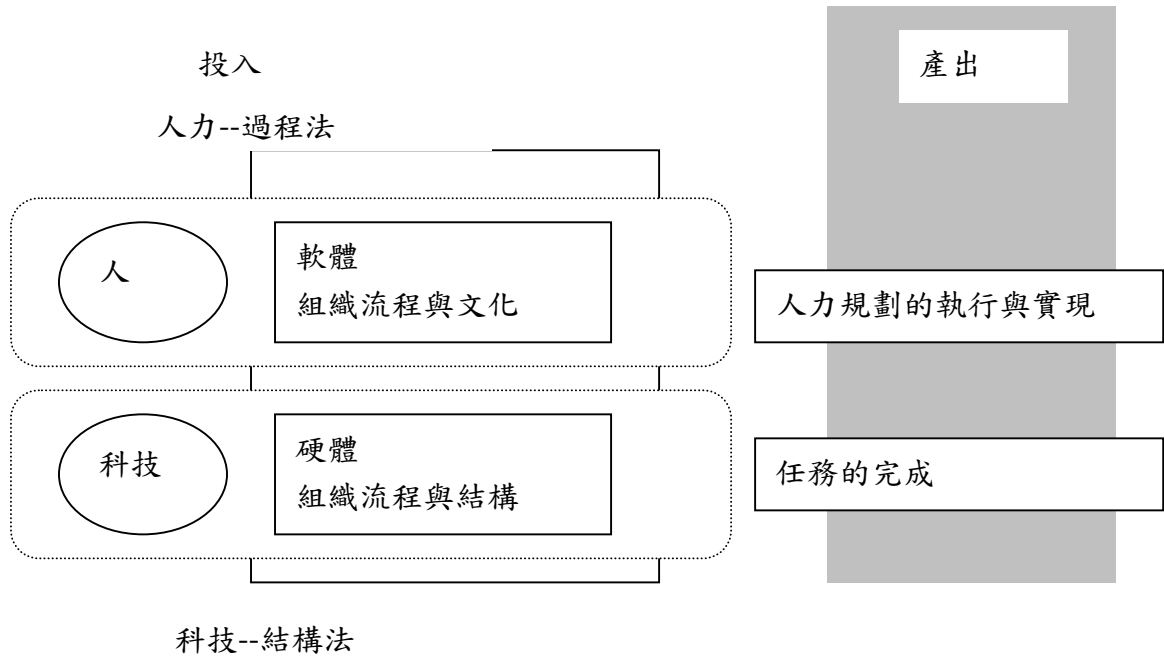 投入
產出
人力--過程法
人
軟體
組織流程與文化
人力規劃的執行與實現
科技
硬體
組織流程與結構
任務的完成
科技--結構法